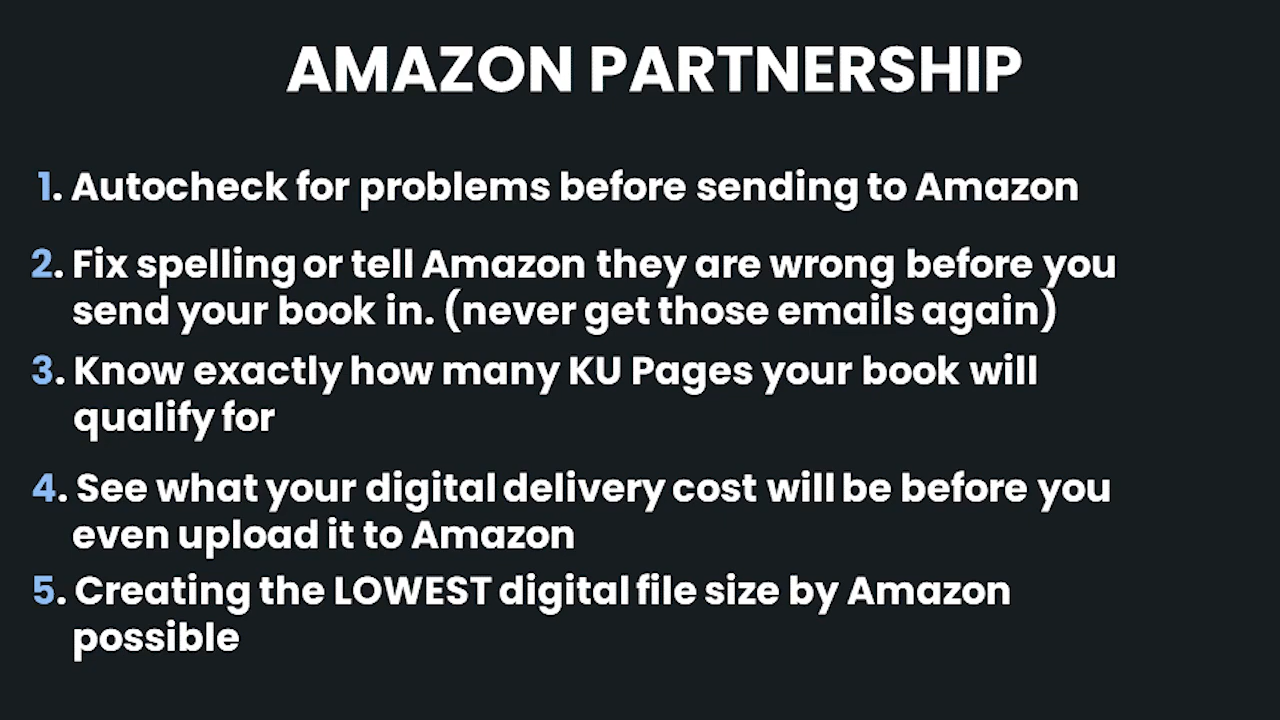 AMAZON PARTNERSHIP
1. Autocheck for problems before sending to Amazon
2. Fix spelling or tell Amazon they are wrong before you
send your book in. (never get those emails again)
3. Know exactly how many KU Pages your book will
qualify for
4. See what your digital delivery cost will be before you
even upload it to Amazon
5. Creating the LOWEST digital file size by Amazon
possible